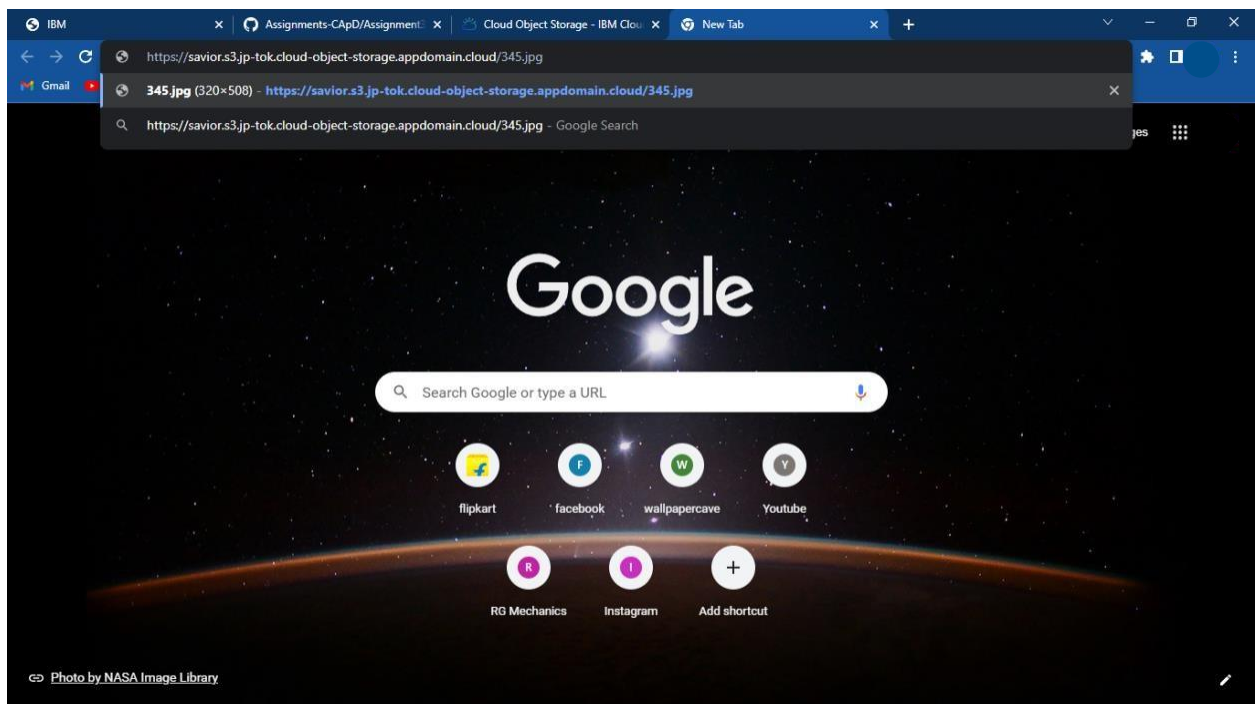 IBM
Assignments-CApD/Assignment3
Cloud Object Storage - IBM Clou
New Tab
https://savior.s3.jp-tok.cloud-object-storage.appdomain.cloud/345.jpg
Gmail
345.jpg (320×508) - https://savior.s3.jp-tok.cloud-object-storage.appdomain.cloud/345.jpg
https://savior.s3.jp-tok.cloud-object-storage.appdomain.cloud/345.jpg - Google Search
ges
Google
Search Google or type a URL
F
W
Y
flipkart
facebook
wallpapercave
Youtube
R
I
RG Mechanics
Instagram
Add shortcut
Photo by NASA Image Library